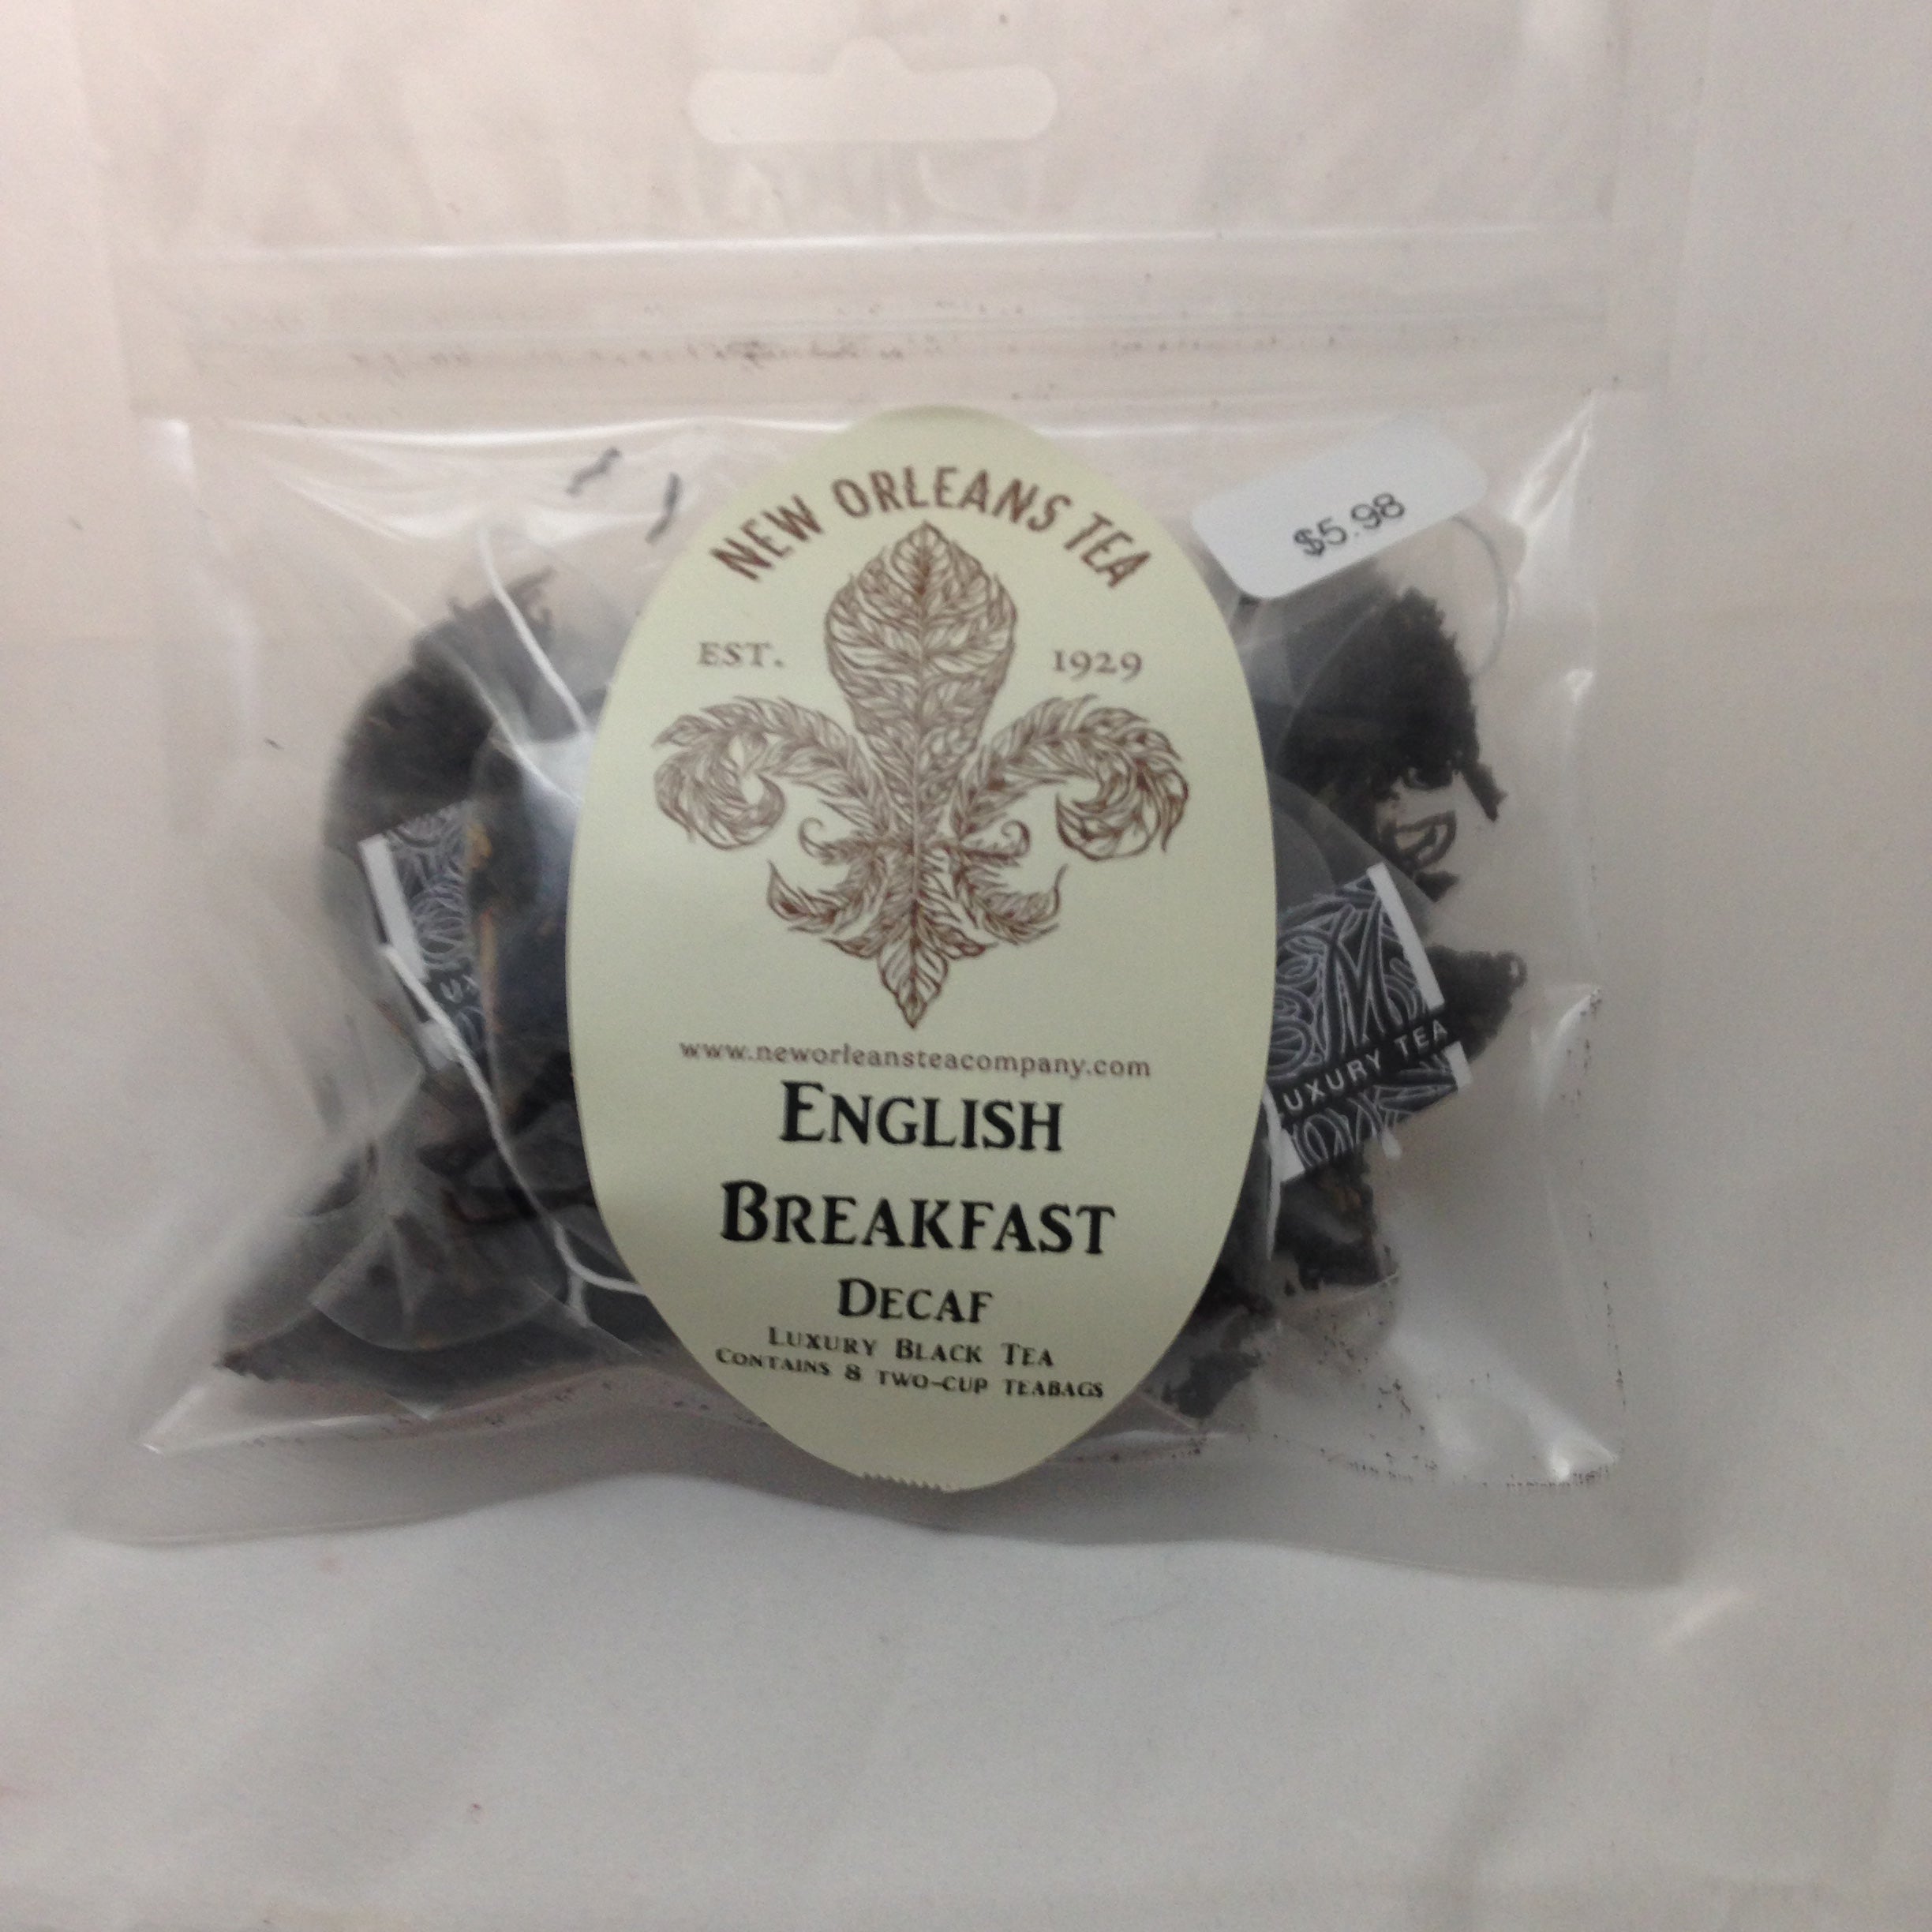 NEW ORLEANS TEA
$5.98
EST. 1929
www.neworleansteacompany.com
ENGLISH
BREAKFAST
DECAF
LUXURY BLACK TEA
CONTAINS 8 TWO-CUP TEABAGS
UX
LUXURY TEA